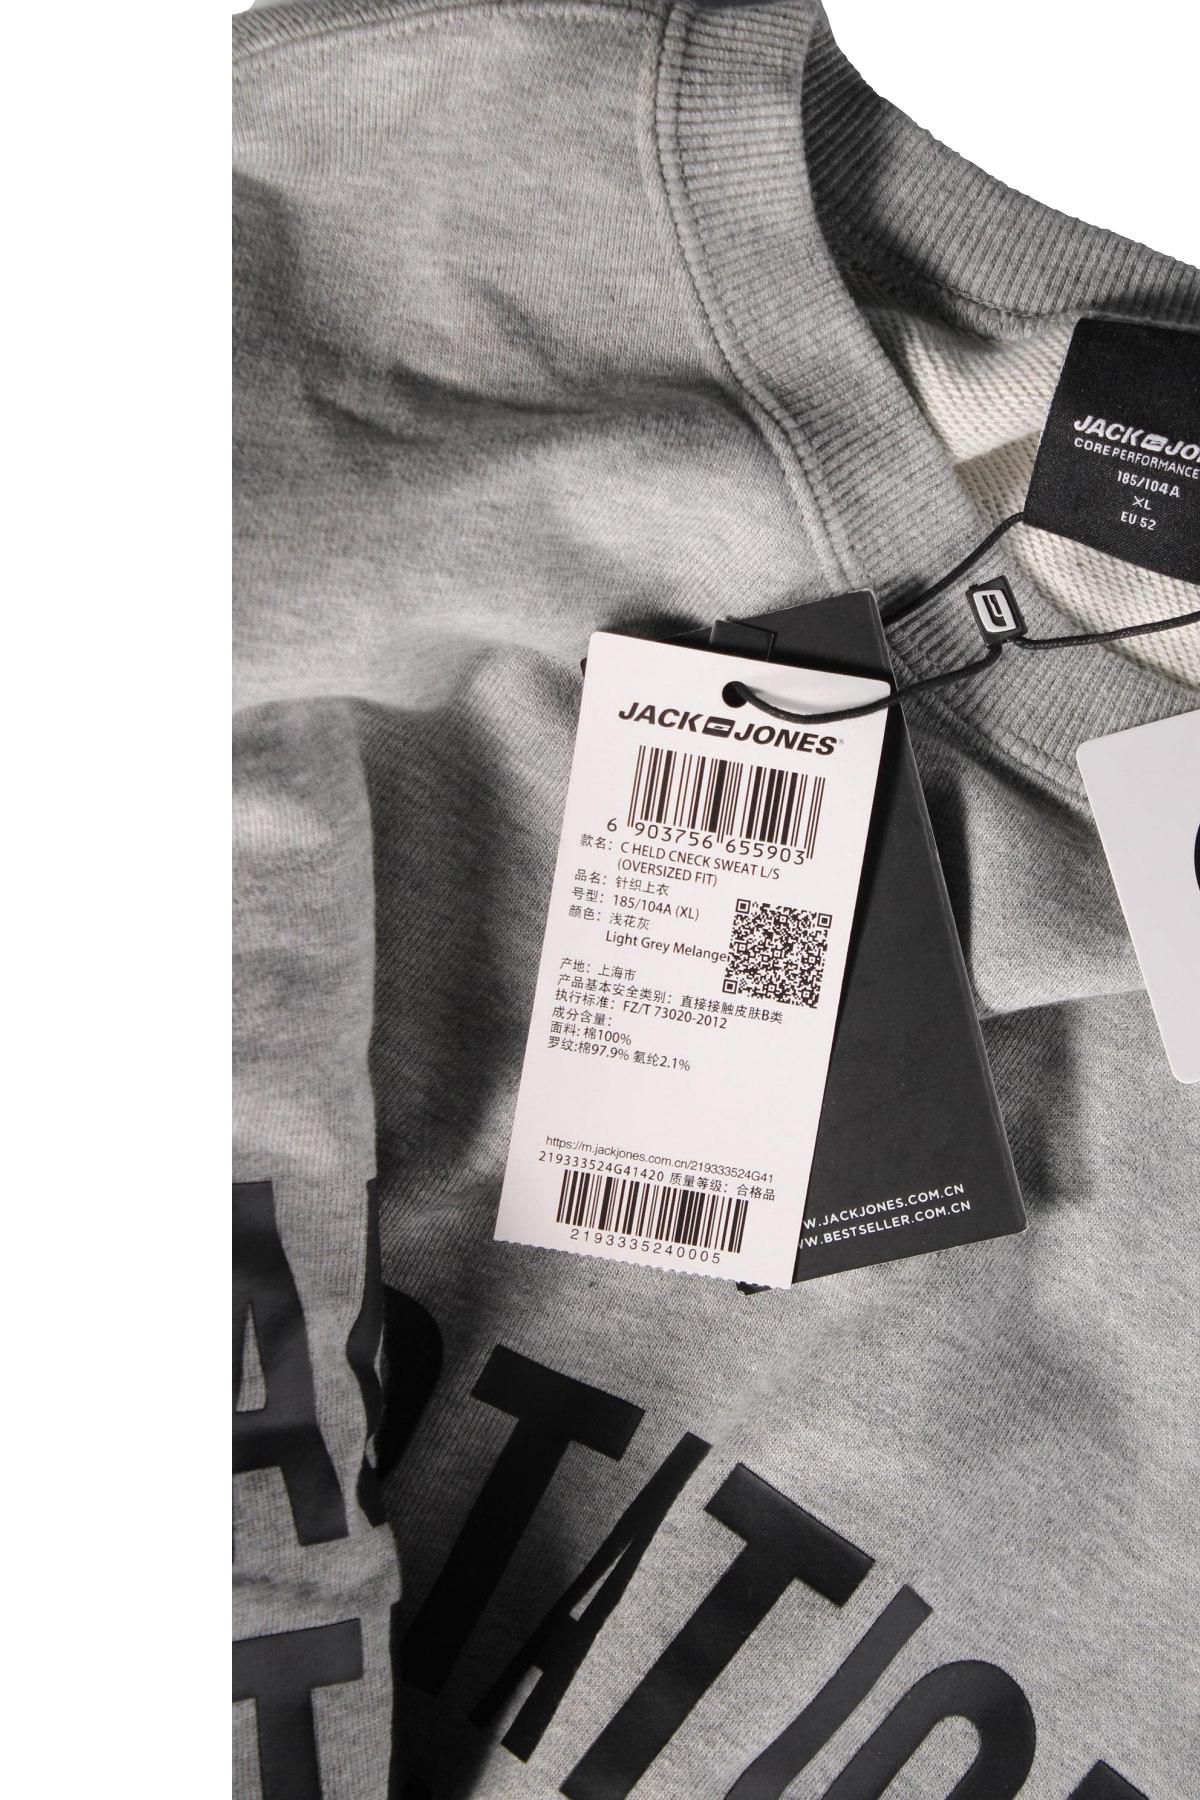 JACK JO
CORE PERFORMANCE
185/104 A
XL
EU 52
JACK JONES®
6 903756 655903
款名: C HELD CNECK SWEAT L/S
(OVERSIZED FIT)
品名: 针织上衣
号型: 185/104A (XL)
颜色: 浅花灰
Light Grey Melange
产地: 上海市
产品基本安全类别: 直接接触皮肤B类
执行标准: FZ/T 73020-2012
成分含量:
面料: 棉100%
罗纹:棉97.9% 氨纶2.1%
https://m.jackjones.com.cn/219333524G41
219333524G41420 质量等级: 合格品
2193335240005
W.JACKJONES.COM.CN
W.BESTSELLER.COM.CN
TATIO
A
T